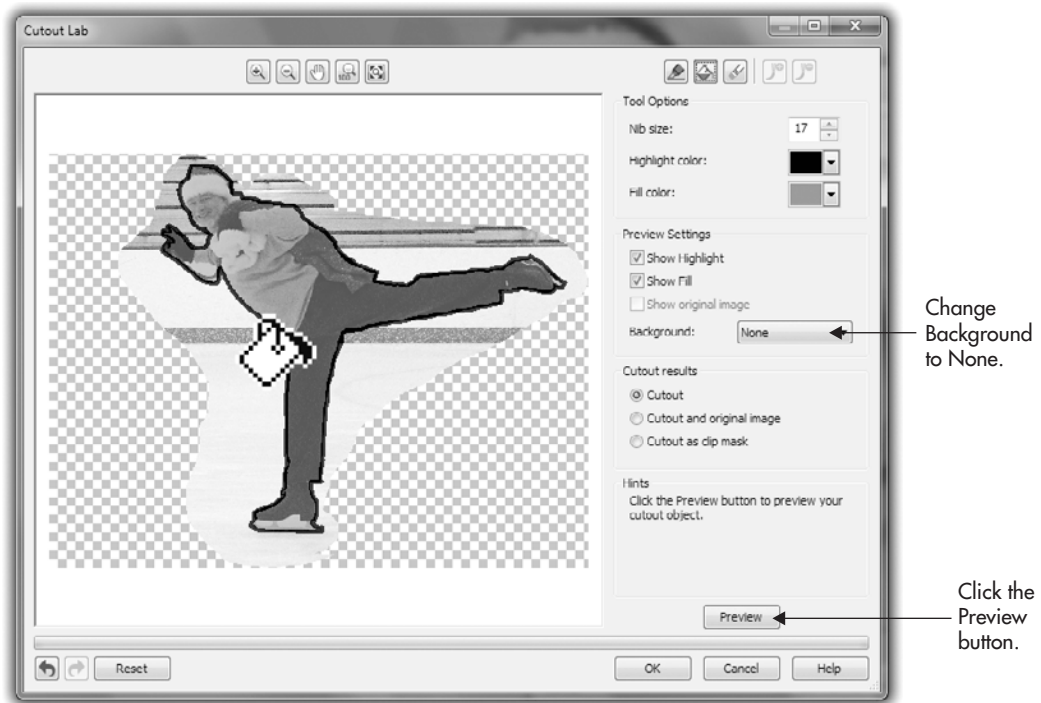 Cutout Lab
Tool Options
Nib size:
17
Highlight color:
Fill color:
Preview Settings
Show Highlight
Show Fill
Show original image
Background:
None
Change
Background
to None.
Cutout results
Cutout
Cutout and original image
Cutout as clip mask
Hints
Click the Preview button to preview your
cutout object.
Preview
Click the
Preview
button.
Reset
OK
Cancel
Help